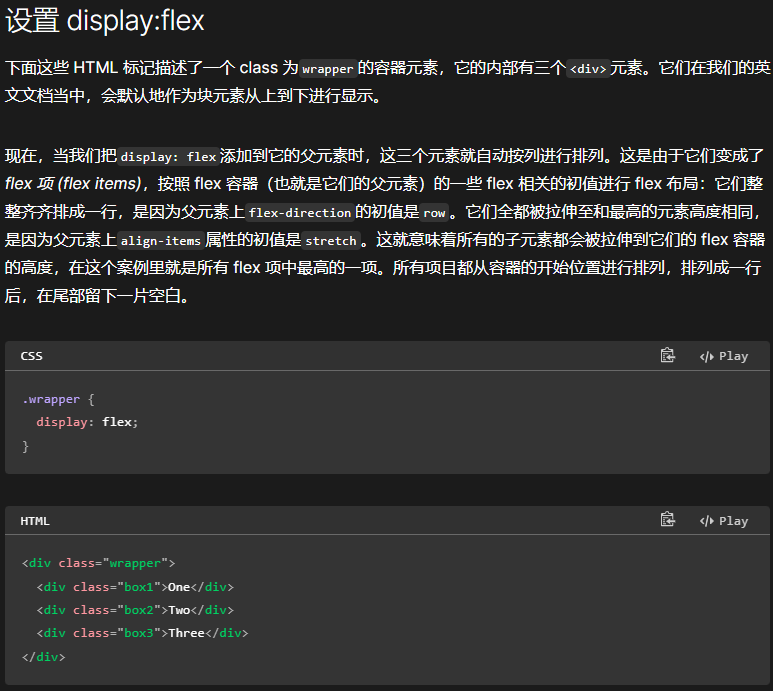 设置 display:flex
下面这些 HTML 标记描述了一个 class 为 wrapper 的容器元素，它的内部有三个 <div> 元素。它们在我们的英
文文档当中，会默认地作为块元素从上到下进行显示。
现在，当我们把 display: flex 添加到它的父元素时，这三个元素就自动按列进行排列。这是由于它们变成了
flex 项 (flex items)，按照 flex 容器（也就是它们的父元素）的一些 flex 相关的初值进行 flex 布局：它们整
整齐齐排成一行，是因为父元素上 flex-direction 的初值是 row 。它们全都被拉伸至和最高的元素高度相同，
是因为父元素上 align-items 属性的初值是 stretch 。这就意味着所有的子元素都会被拉伸到它们的 flex 容器
的高度，在这个案例里就是所有 flex 项中最高的一项。所有项目都从容器的开始位置进行排列，排列成一行
后，在尾部留下一片空白。
CSS </> Play
.wrapper {
  display: flex;
}
HTML </> Play
<div class="wrapper">
  <div class="box1">One</div>
  <div class="box2">Two</div>
  <div class="box3">Three</div>
</div>